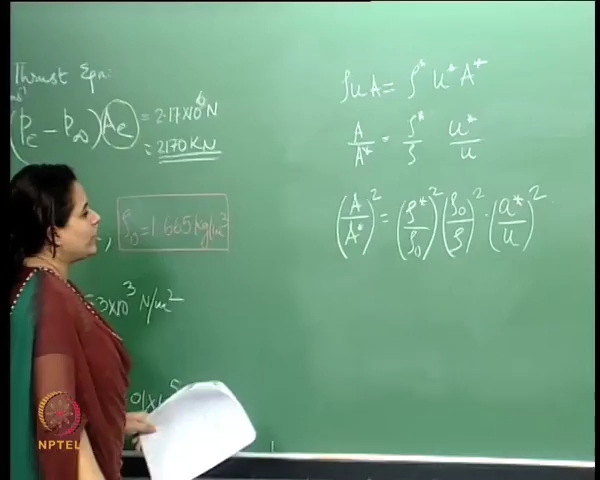 Thrust Eqn:
(Pe − P∞)Ae = 2.17×10⁶ N
= 2170 KN
ρ₀ = 1.665 kg/m³
3×10³ N/m²
ρuA = ρ* u* A*
A/A* = ρ*/ρ u*/u
(A/A*)² = (ρ*/ρ₀)² (ρ₀/ρ)² · (a*/u)²
NPTEL